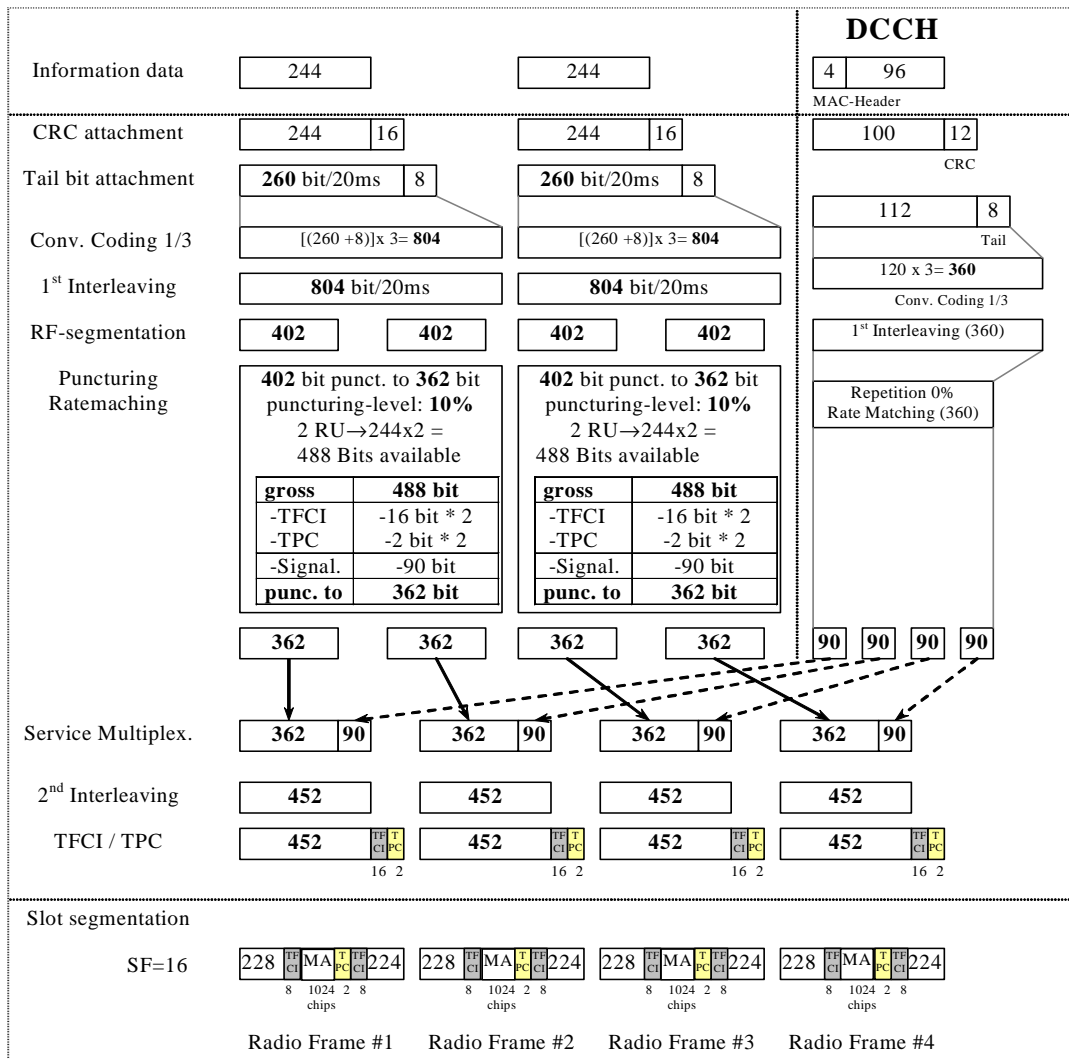 DCCH
Information data 244 244 4 96
MAC-Header
CRC attachment 244 16 244 16 100 12
CRC
Tail bit attachment 260 bit/20ms 8 260 bit/20ms 8
112 8
Tail
Conv. Coding 1/3 [(260 +8)]x 3= 804 [(260 +8)]x 3= 804
120 x 3= 360
Conv. Coding 1/3
1st Interleaving 804 bit/20ms 804 bit/20ms
RF-segmentation 402 402 402 402 1st Interleaving (360)
Puncturing
Ratemaching
402 bit punct. to 362 bit
puncturing-level: 10%
2 RU→244x2 =
488 Bits available
gross 488 bit
-TFCI -16 bit * 2
-TPC -2 bit * 2
-Signal. -90 bit
punc. to 362 bit
402 bit punct. to 362 bit
puncturing-level: 10%
2 RU→244x2 =
488 Bits available
gross 488 bit
-TFCI -16 bit * 2
-TPC -2 bit * 2
-Signal. -90 bit
punc. to 362 bit
Repetition 0%
Rate Matching (360)
362 362 362 362 90 90 90 90
Service Multiplex. 362 90 362 90 362 90 362 90
2nd Interleaving 452 452 452 452
TFCI / TPC 452 TF CI T PC 452 TF CI T PC 452 TF CI T PC 452 TF CI T PC
16 2 16 2 16 2 16 2
Slot segmentation
SF=16 228 TF CI MA T PC TF CI 224 228 TF CI MA T PC TF CI 224 228 TF CI MA T PC TF CI 224 228 TF CI MA T PC TF CI 224
8 1024 2 8 8 1024 2 8 8 1024 2 8 8 1024 2 8
chips chips chips chips
Radio Frame #1 Radio Frame #2 Radio Frame #3 Radio Frame #4